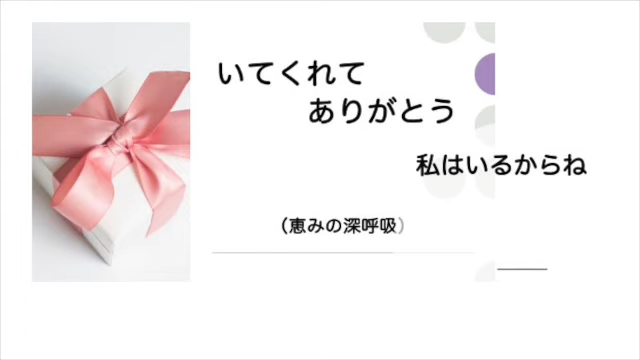 いてくれて
ありがとう
私はいるからね
（恵みの深呼吸）